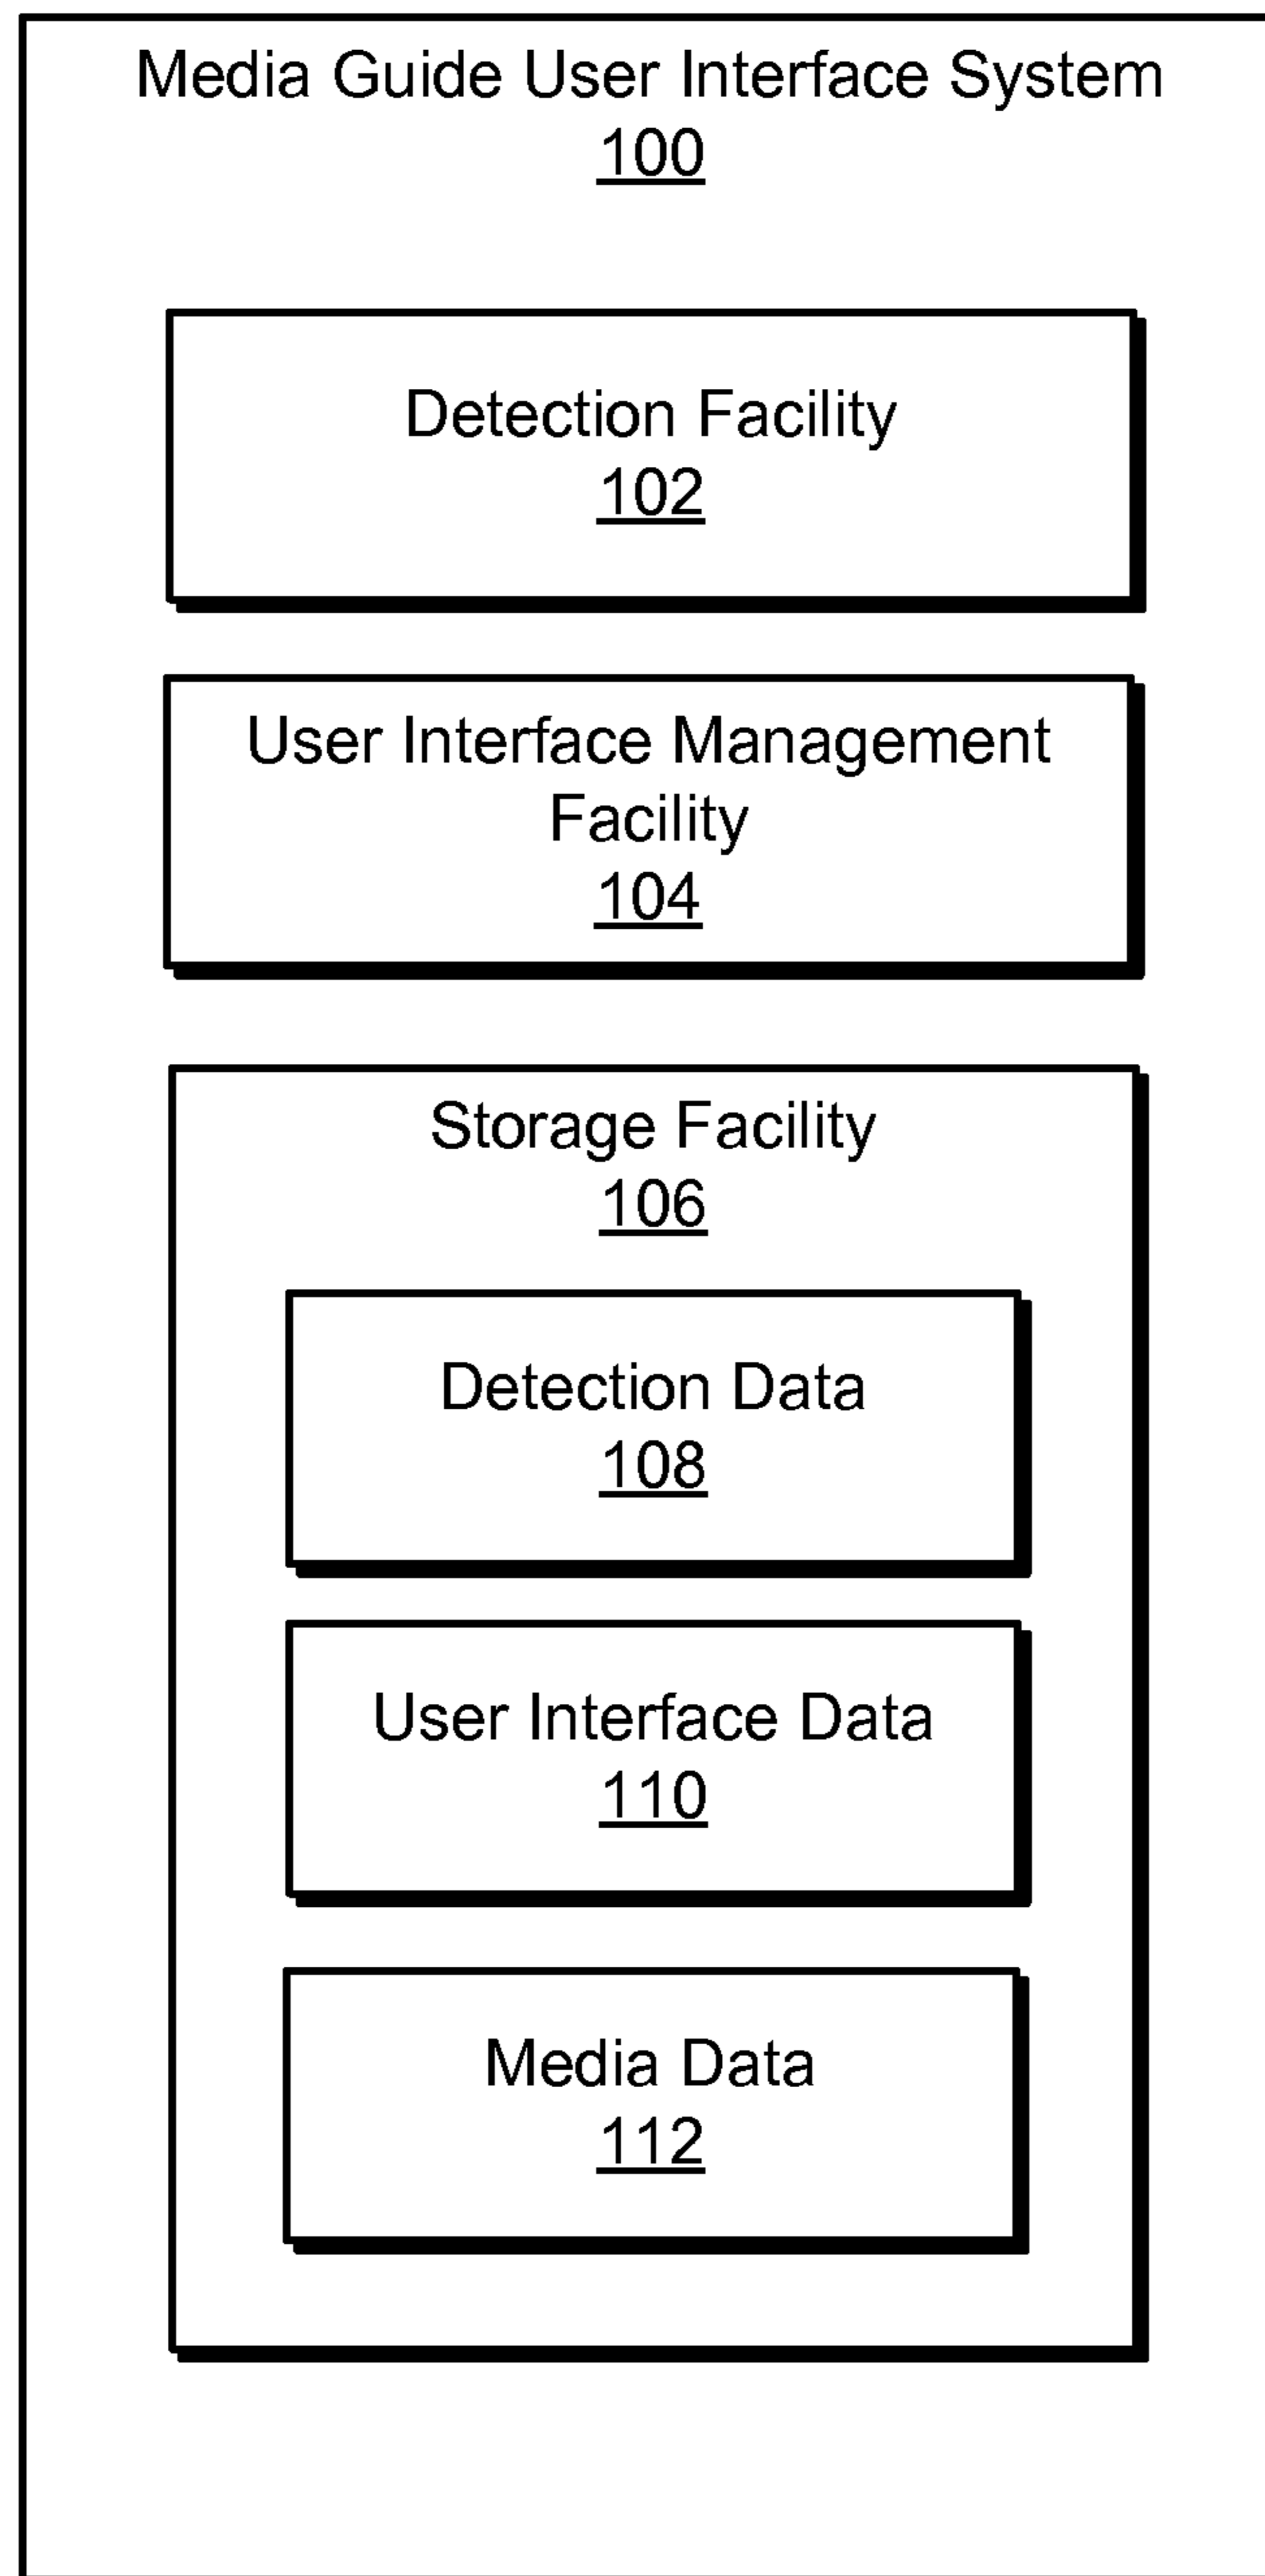 Media Guide User Interface System
100
Detection Facility
102
User Interface Management
Facility
104
Storage Facility
106
Detection Data
108
User Interface Data
110
Media Data
112